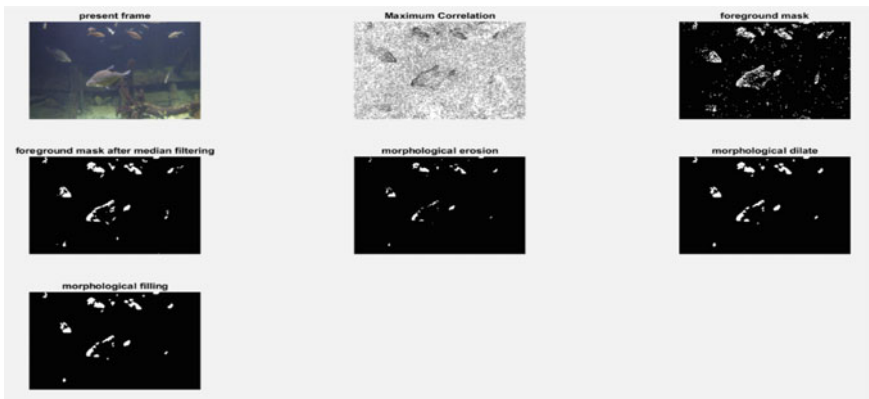 present frame
Maximum Correlation
foreground mask
foreground mask after median filtering
morphological erosion
morphological dilate
morphological filling